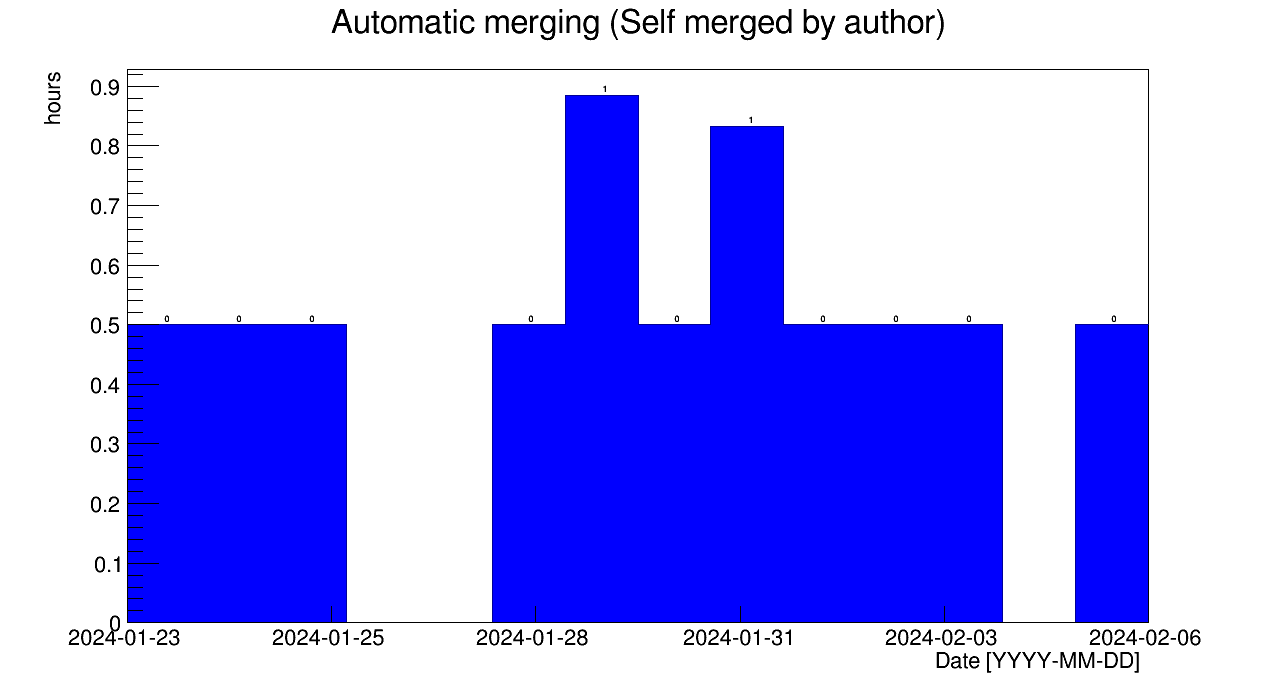 Automatic merging (Self merged by author)
hours
0.9
0.8
0.7
0.6
0.5
0.4
0.3
0.2
0.1
0
0 0 0 0 1 0 1 0 0 0 0
2024-01-23 2024-01-25 2024-01-28 2024-01-31 2024-02-03 2024-02-06
Date [YYYY-MM-DD]